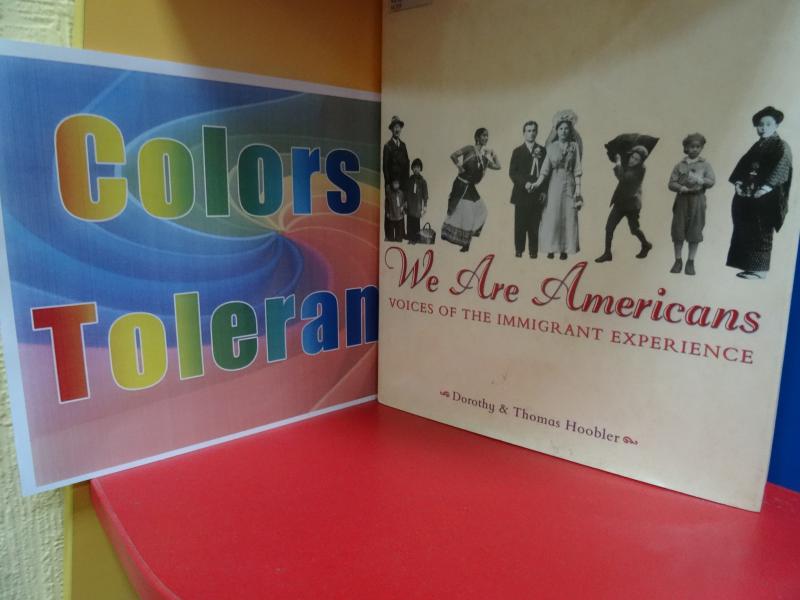 Colors
Toleran
We Are Americans
VOICES OF THE IMMIGRANT EXPERIENCE
Dorothy & Thomas Hoobler